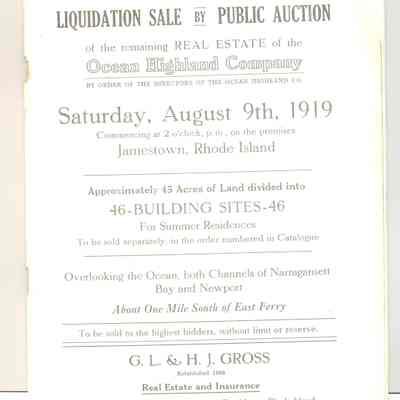 LIQUIDATION SALE BY PUBLIC AUCTION
of the remaining REAL ESTATE of the
Ocean Highland Company
BY ORDER OF THE DIRECTORS OF THE OCEAN HIGHLAND CO.
Saturday, August 9th, 1919
Commencing at 2 o'clock, p.m., on the premises
Jamestown, Rhode Island
Approximately 45 Acres of Land divided into
46-BUILDING SITES-46
For Summer Residences
To be sold separately, in the order numbered in Catalogue
Overlooking the Ocean, both Channels of Narragansett
Bay and Newport
About One Mile South of East Ferry
To be sold to the highest bidders, without limit or reserve.
G. L. & H. J. GROSS
Established 1888
Real Estate and Insurance